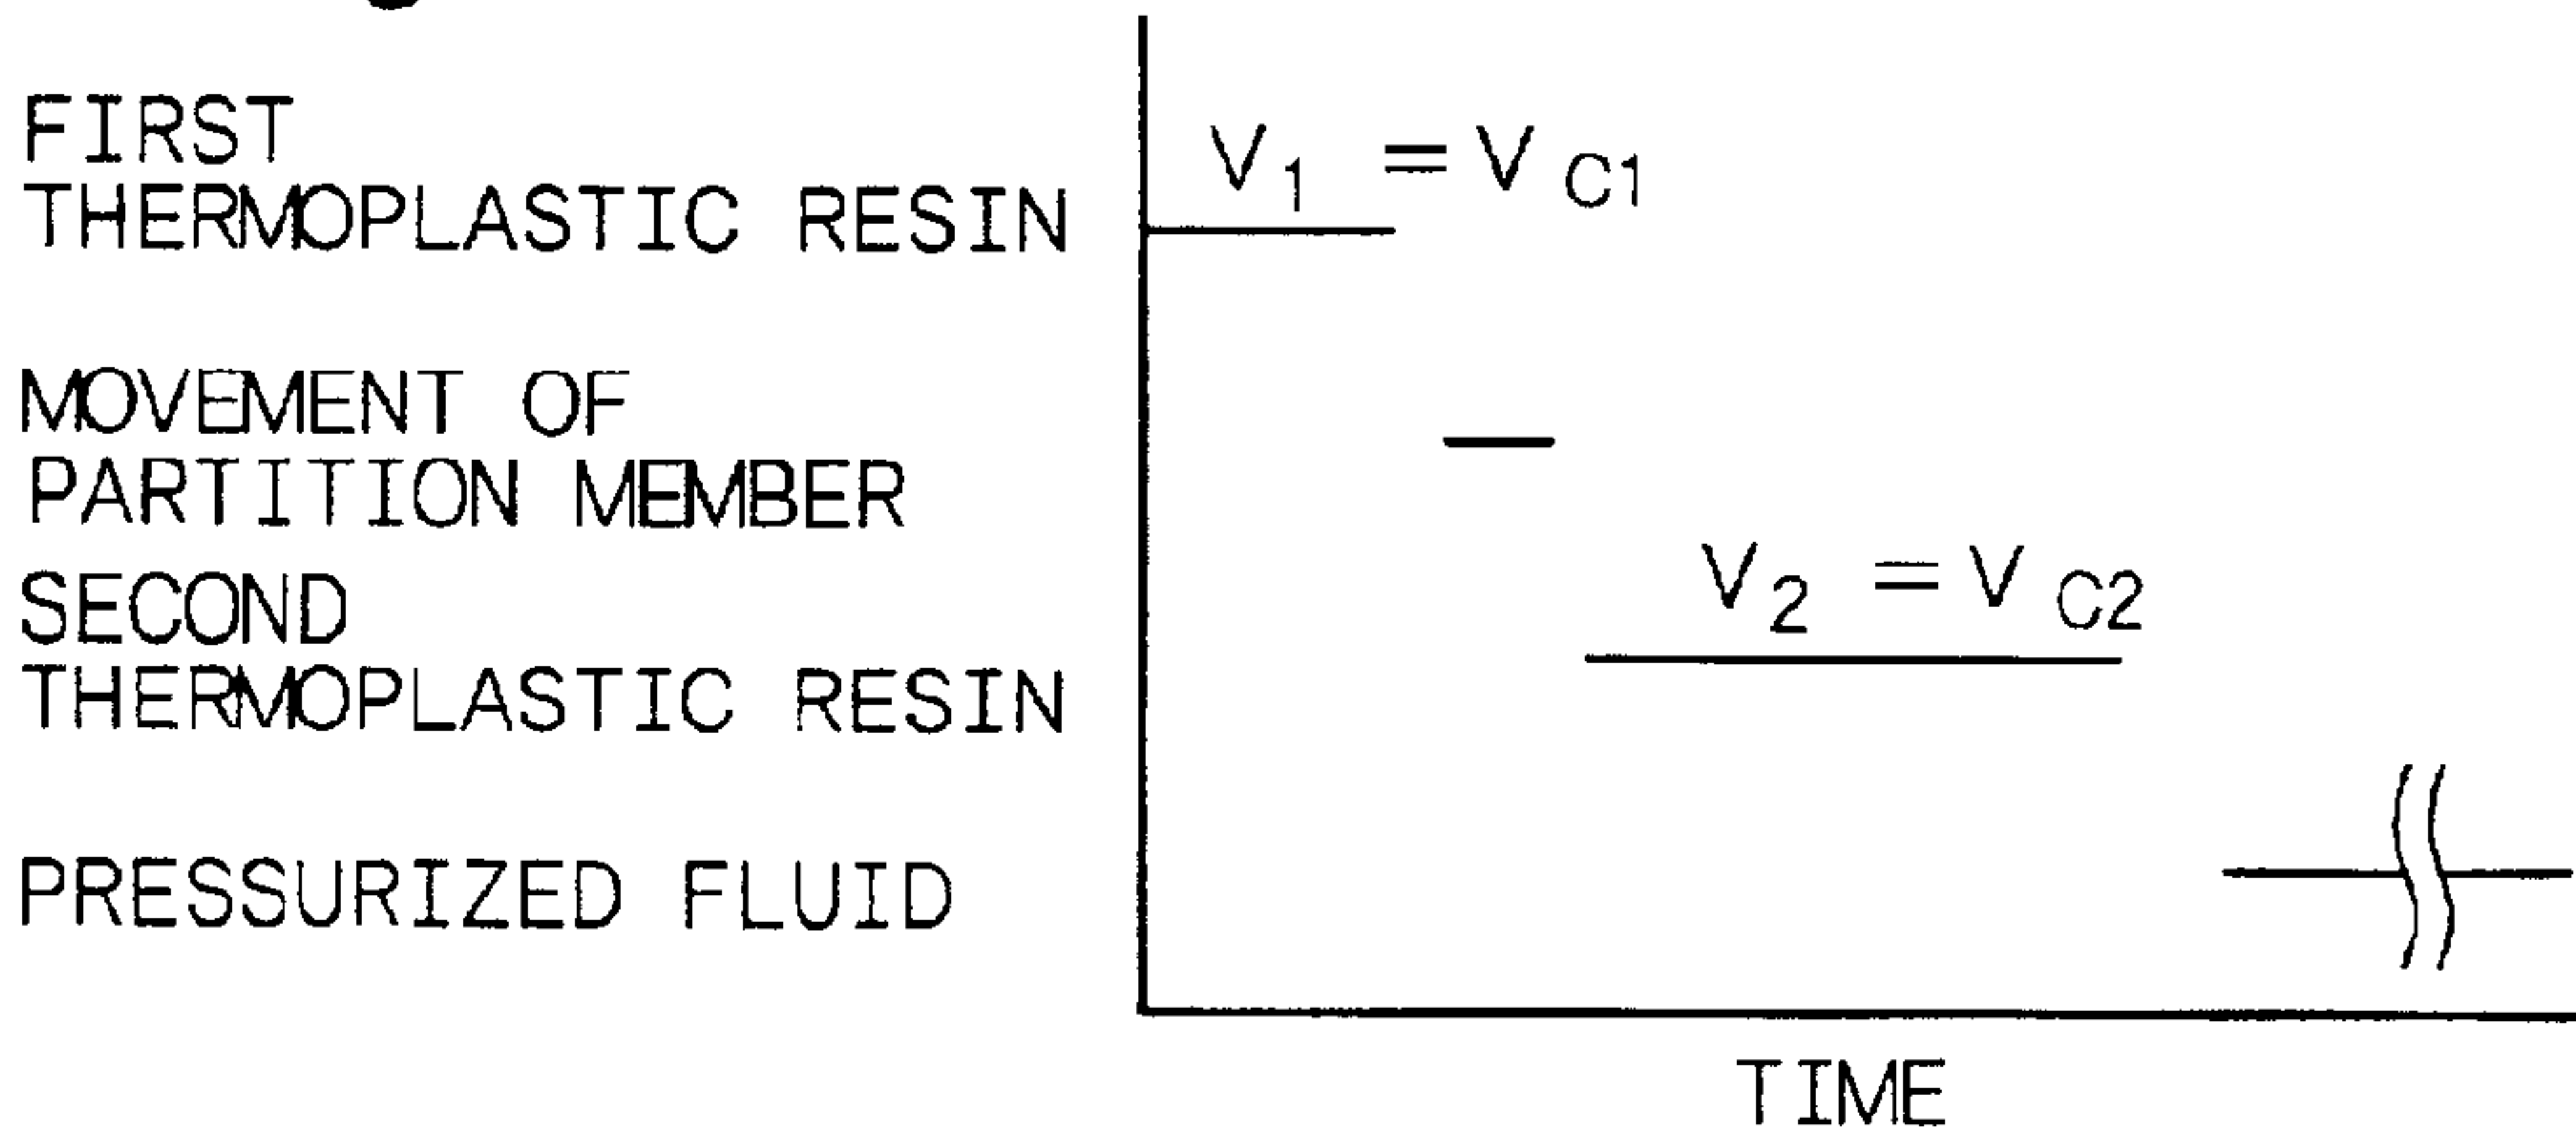 FIRST
THERMOPLASTIC RESIN
V1 = VC1
MOVEMENT OF
PARTITION MEMBER
SECOND
THERMOPLASTIC RESIN
V2 = VC2
PRESSURIZED FLUID
TIME